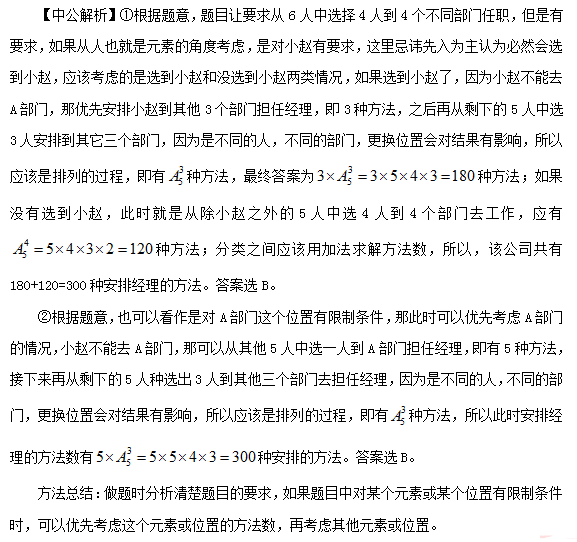 【中公解析】①根据题意，题目让要求从 6 人中选择 4 人到 4 个不同部门任职，但是有
要求，如果从人也就是元素的角度考虑，是对小赵有要求，这里忌讳先入为主认为必然会选
到小赵，应该考虑的是选到小赵和没选到小赵两类情况，如果选到小赵了，因为小赵不能去
A 部门，那优先安排小赵到其他 3 个部门担任经理，即 3 种方法，之后再从剩下的 5 人中选
3 人安排到其它三个部门，因为是不同的人，不同的部门，更换位置会对结果有影响，所以
应该是排列的过程，即有 $A_5^3$ 种方法，最终答案为 $3\times A_5^3=3\times5\times4\times3=180$ 种方法；如果
没有选到小赵，此时就是从除小赵之外的 5 人中选 4 人到 4 个部门去工作，应有
$A_5^4=5\times4\times3\times2=120$ 种方法；分类之间应该用加法求解方法数，所以，该公司共有
180+120=300 种安排经理的方法。答案选 B。
②根据题意，也可以看作是对 A 部门这个位置有限制条件，那此时可以优先考虑 A 部门
的情况，小赵不能去 A 部门，那可以从其他 5 人中选一人到 A 部门担任经理，即有 5 种方法，
接下来再从剩下的 5 人种选出 3 人到其他三个部门去担任经理，因为是不同的人，不同的部
门，更换位置会对结果有影响，所以应该是排列的过程，即有 $A_5^3$ 种方法，所以此时安排经
理的方法数有 $5\times A_5^3=5\times5\times4\times3=300$ 种安排的方法。答案选 B。
方法总结：做题时分析清楚题目的要求，如果题目中对某个元素或某个位置有限制条件
时，可以优先考虑这个元素或位置的方法数，再考虑其他元素或位置。